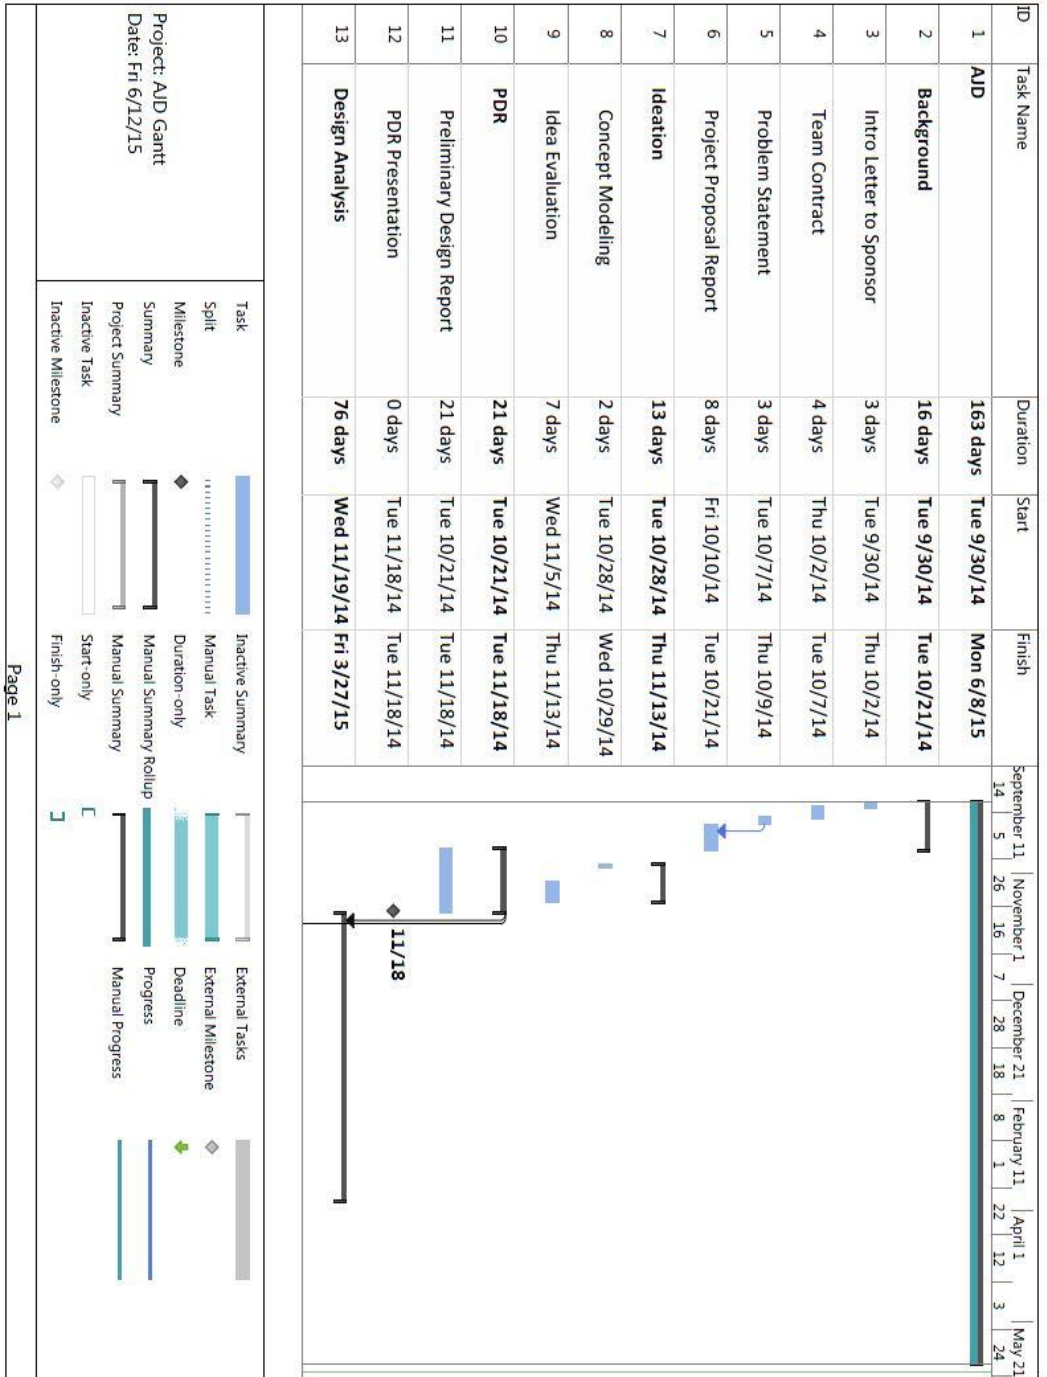 ID Task Name Duration Start Finish
September 11 November 1 December 21 February 11 April 1 May 21
14 5 26 16 7 28 18 8 1 22 12 3 24
1 AJD 163 days Tue 9/30/14 Mon 6/8/15
2 Background 16 days Tue 9/30/14 Tue 10/21/14
3 Intro Letter to Sponsor 3 days Tue 9/30/14 Thu 10/2/14
4 Team Contract 4 days Thu 10/2/14 Tue 10/7/14
5 Problem Statement 3 days Tue 10/7/14 Thu 10/9/14
6 Project Proposal Report 8 days Fri 10/10/14 Tue 10/21/14
7 Ideation 13 days Tue 10/28/14 Thu 11/13/14
8 Concept Modeling 2 days Tue 10/28/14 Wed 10/29/14
9 Idea Evaluation 7 days Wed 11/5/14 Thu 11/13/14
10 PDR 21 days Tue 10/21/14 Tue 11/18/14
11 Preliminary Design Report 21 days Tue 10/21/14 Tue 11/18/14
12 PDR Presentation 0 days Tue 11/18/14 Tue 11/18/14 11/18
13 Design Analysis 76 days Wed 11/19/14 Fri 3/27/15
Project: AJD Gantt
Date: Fri 6/12/15
Task Inactive Summary External Tasks
Split Manual Task External Milestone
Milestone Duration-only Deadline
Summary Manual Summary Rollup Progress
Project Summary Manual Summary Manual Progress
Inactive Task Start-only
Inactive Milestone Finish-only
Page 1